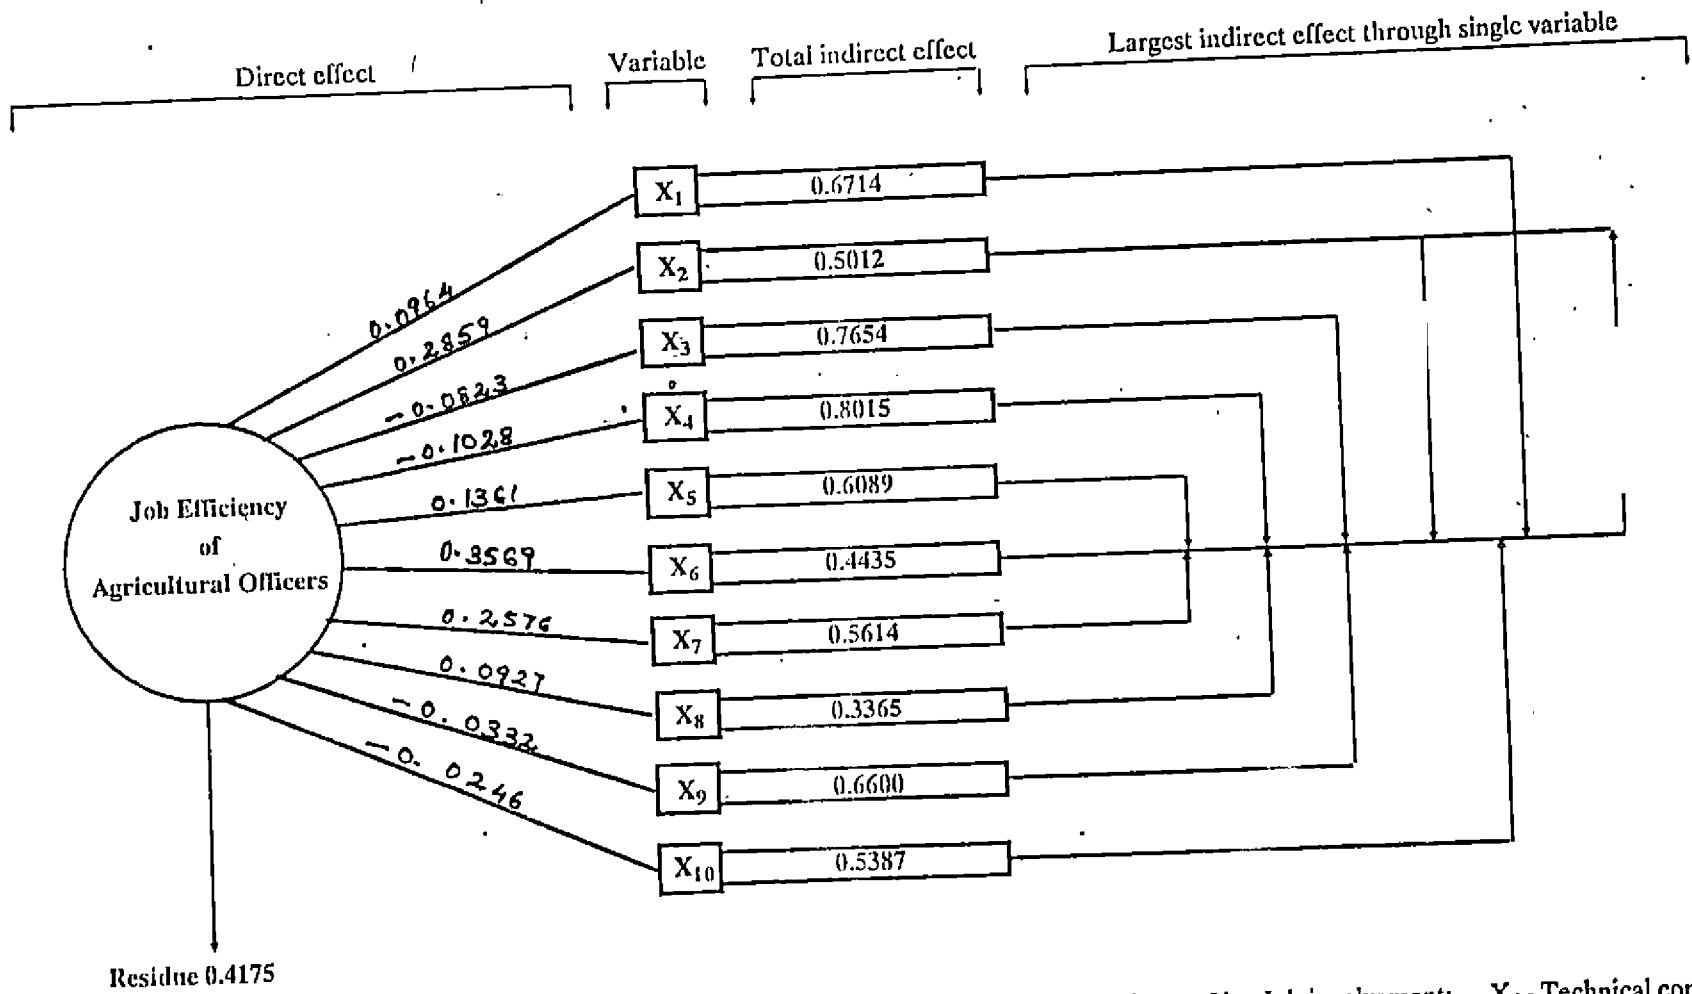 Direct effect
Variable
Total indirect effect
Largest indirect effect through single variable
X1 0.6714
X2 0.5012
X3 0.7654
X4 0.8015
X5 0.6089
X6 0.4435
X7 0.5614
X8 0.3365
X9 0.6600
X10 0.5387
0.0964
0.2859
-0.0823
-0.1028
0.1361
0.3569
0.2576
0.0927
-0.0332
-0.0246
Job Efficiency
of
Agricultural Officers
Residue 0.4175